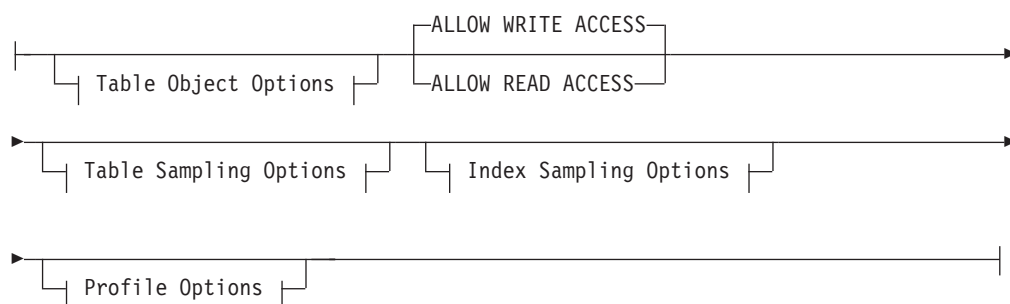 ALLOW WRITE ACCESS
Table Object Options
ALLOW READ ACCESS
Table Sampling Options
Index Sampling Options
Profile Options